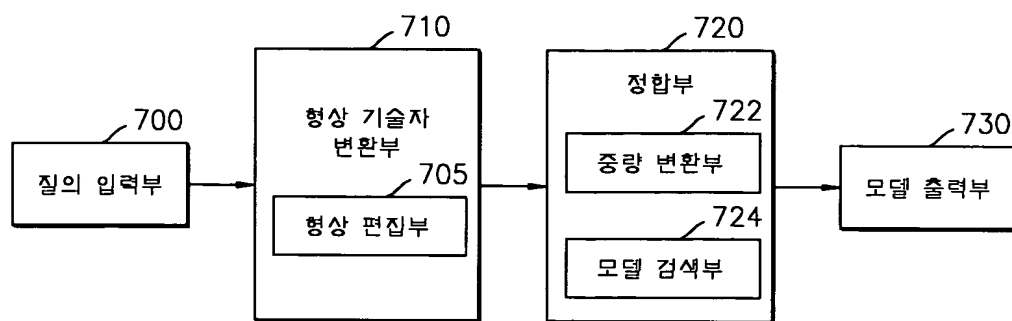 700
질의 입력부
710
형상 기술자
변환부
705
형상 편집부
720
정합부
722
중량 변환부
724
모델 검색부
730
모델 출력부